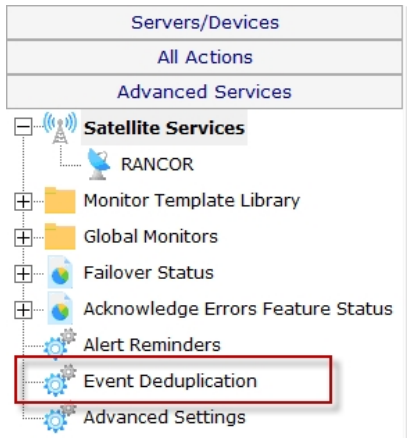 Servers/Devices
All Actions
Advanced Services
Satellite Services
RANCOR
Monitor Template Library
Global Monitors
Failover Status
Acknowledge Errors Feature Status
Alert Reminders
Event Deduplication
Advanced Settings